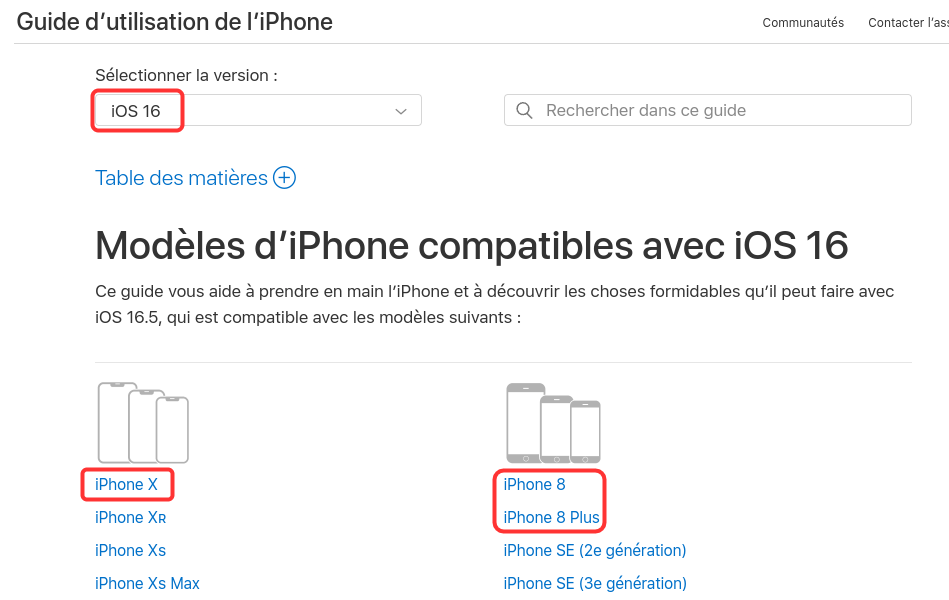 Guide d’utilisation de l’iPhone
Communautés
Contacter l’ass
Sélectionner la version :
iOS 16
Rechercher dans ce guide
Table des matières
Modèles d’iPhone compatibles avec iOS 16
Ce guide vous aide à prendre en main l’iPhone et à découvrir les choses formidables qu’il peut faire avec
iOS 16.5, qui est compatible avec les modèles suivants :
iPhone X
iPhone XR
iPhone Xs
iPhone Xs Max
iPhone 8
iPhone 8 Plus
iPhone SE (2e génération)
iPhone SE (3e génération)